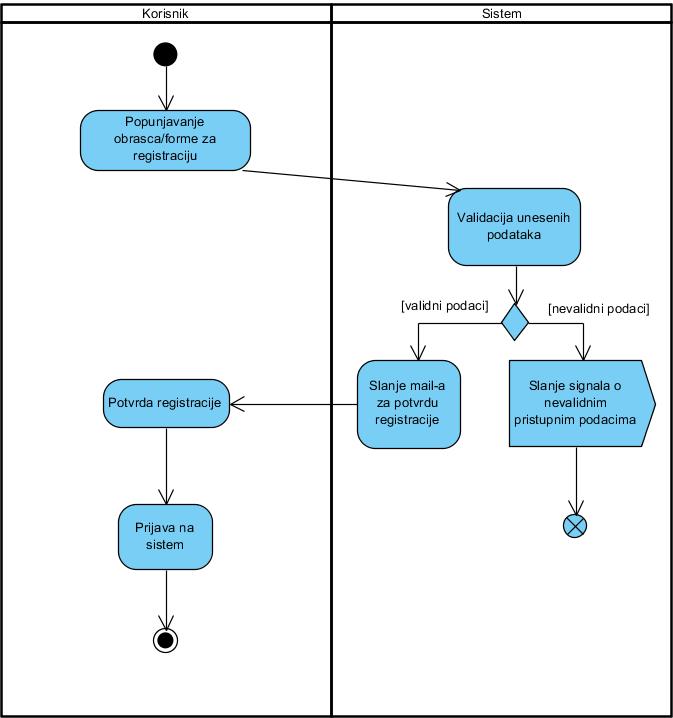 Korisnik
Sistem
Popunjavanje
obrasca/forme za
registraciju
Validacija unesenih
podataka
[validni podaci]
[nevalidni podaci]
Slanje mail-a
za potvrdu
registracije
Slanje signala o
nevalidnim
pristupnim podacima
Potvrda registracije
Prijava na
sistem